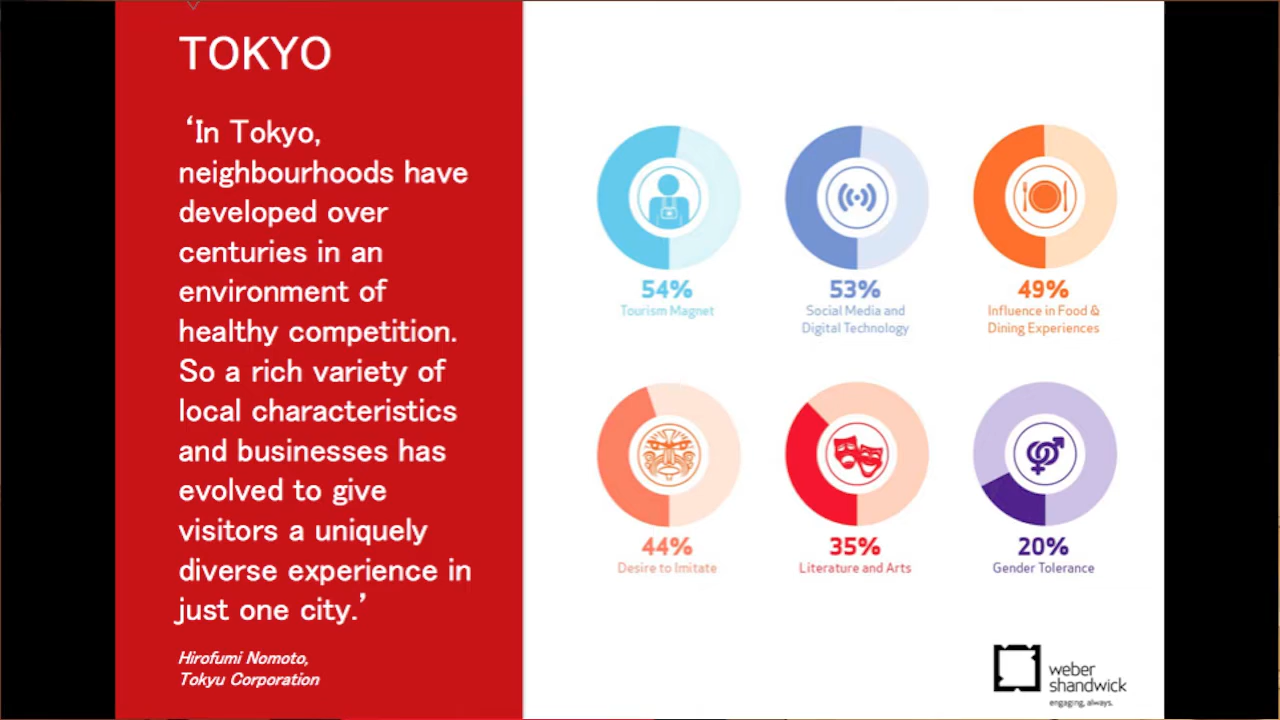 TOKYO
‘In Tokyo,
neighbourhoods have
developed over
centuries in an
environment of
healthy competition.
So a rich variety of
local characteristics
and businesses has
evolved to give
visitors a uniquely
diverse experience in
just one city.’
Hirofumi Nomoto,
Tokyu Corporation
54%
Tourism Magnet
53%
Social Media and
Digital Technology
49%
Influence in Food &
Dining Experiences
44%
Desire to Imitate
35%
Literature and Arts
20%
Gender Tolerance
weber
shandwick
engaging, always.